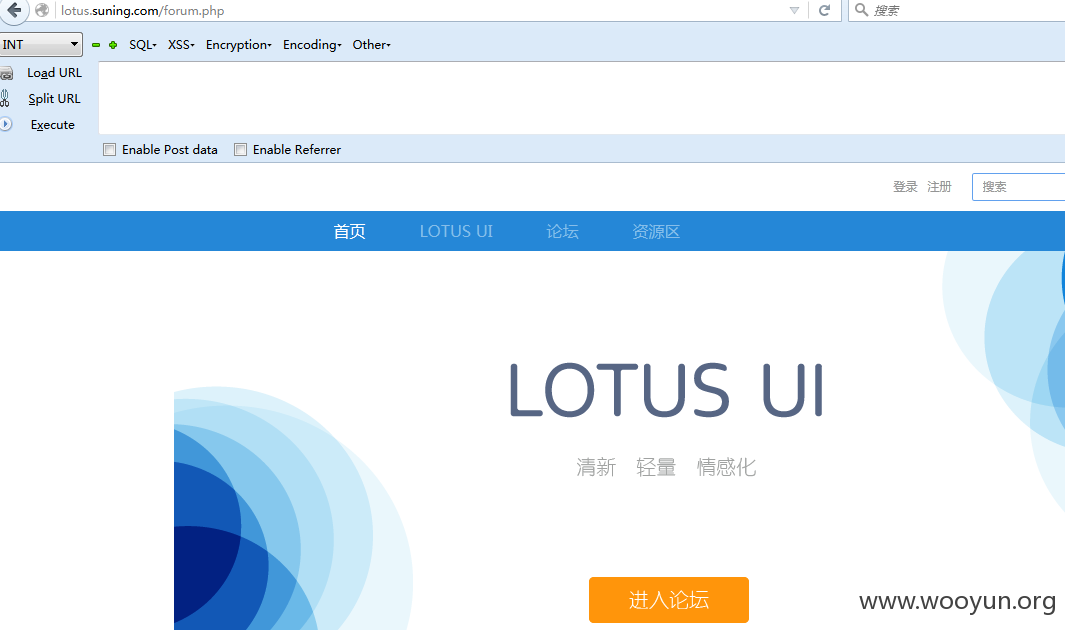 lotus.suning.com/forum.php
搜索
INT
SQL
XSS
Encryption
Encoding
Other
Load URL
Split URL
Execute
Enable Post data
Enable Referrer
登录 注册
搜索
首页 LOTUS UI 论坛 资源区
LOTUS UI
清新 轻量 情感化
进入论坛
www.wooyun.org